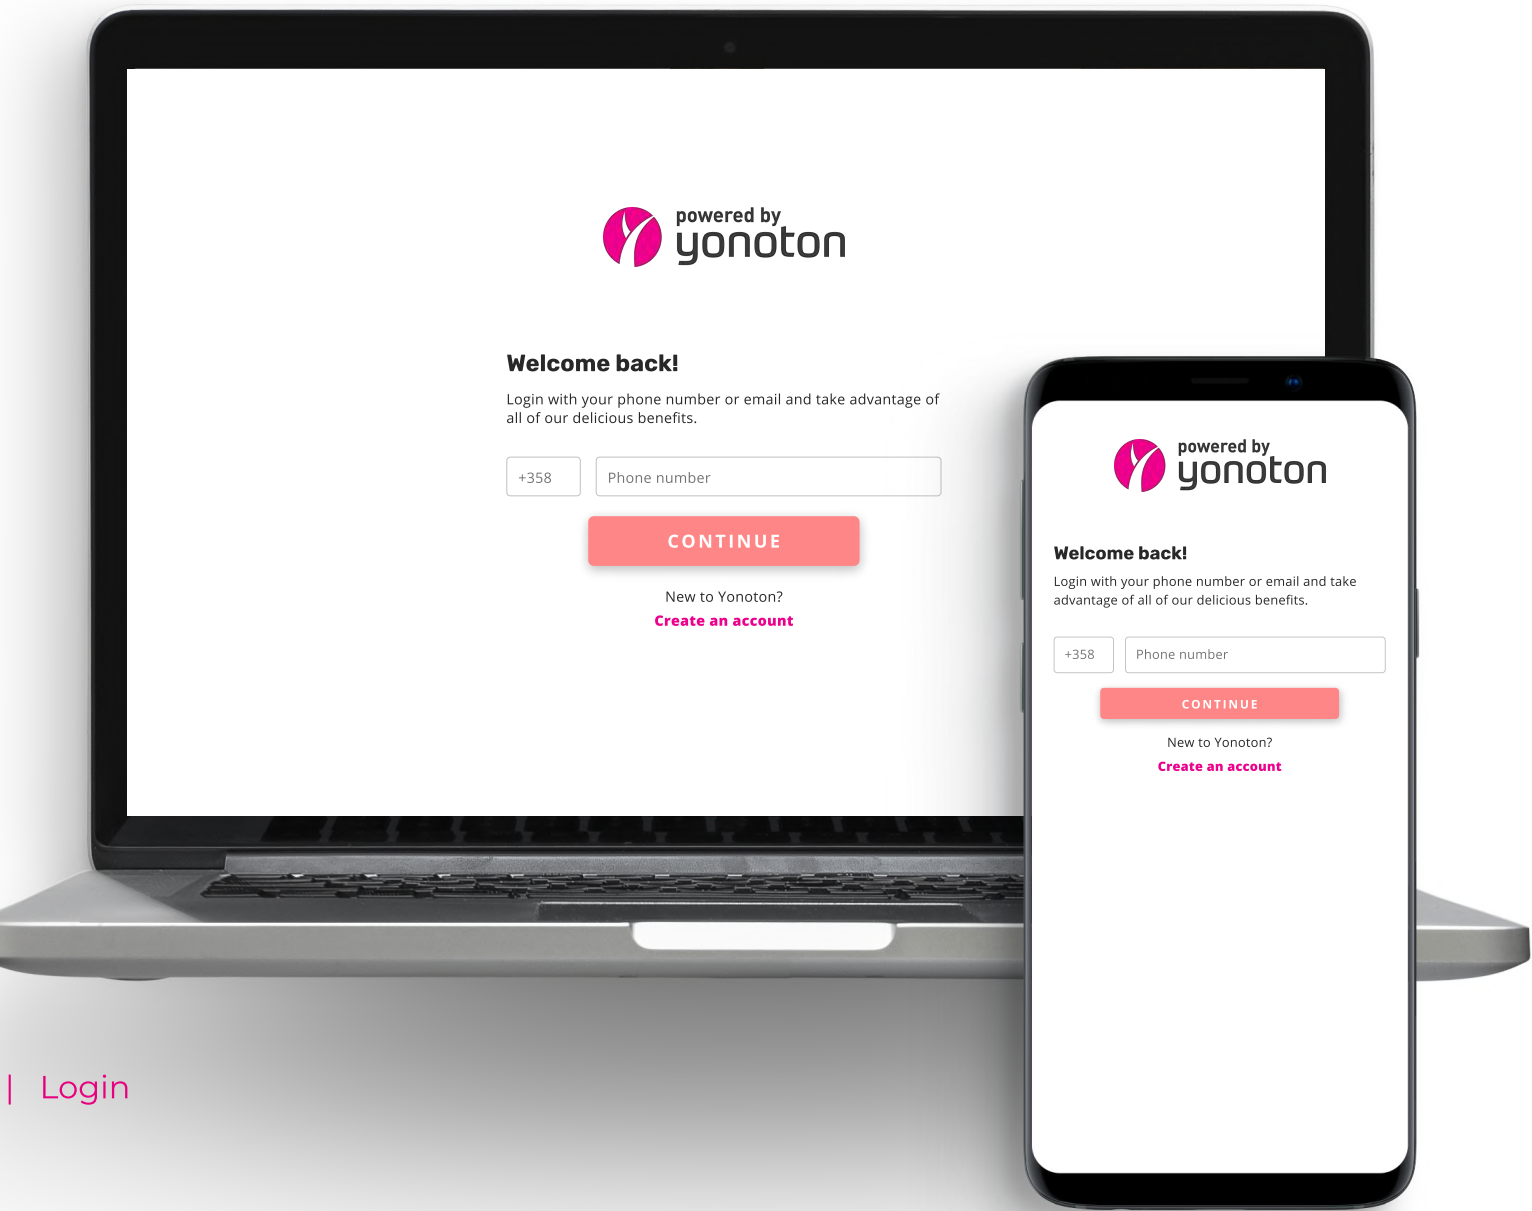 powered by
yonoton
Welcome back!
Login with your phone number or email and take advantage of
all of our delicious benefits.
+358
Phone number
CONTINUE
New to Yonoton?
Create an account
powered by
yonoton
Welcome back!
Login with your phone number or email and take
advantage of all of our delicious benefits.
+358
Phone number
CONTINUE
New to Yonoton?
Create an account
| Login